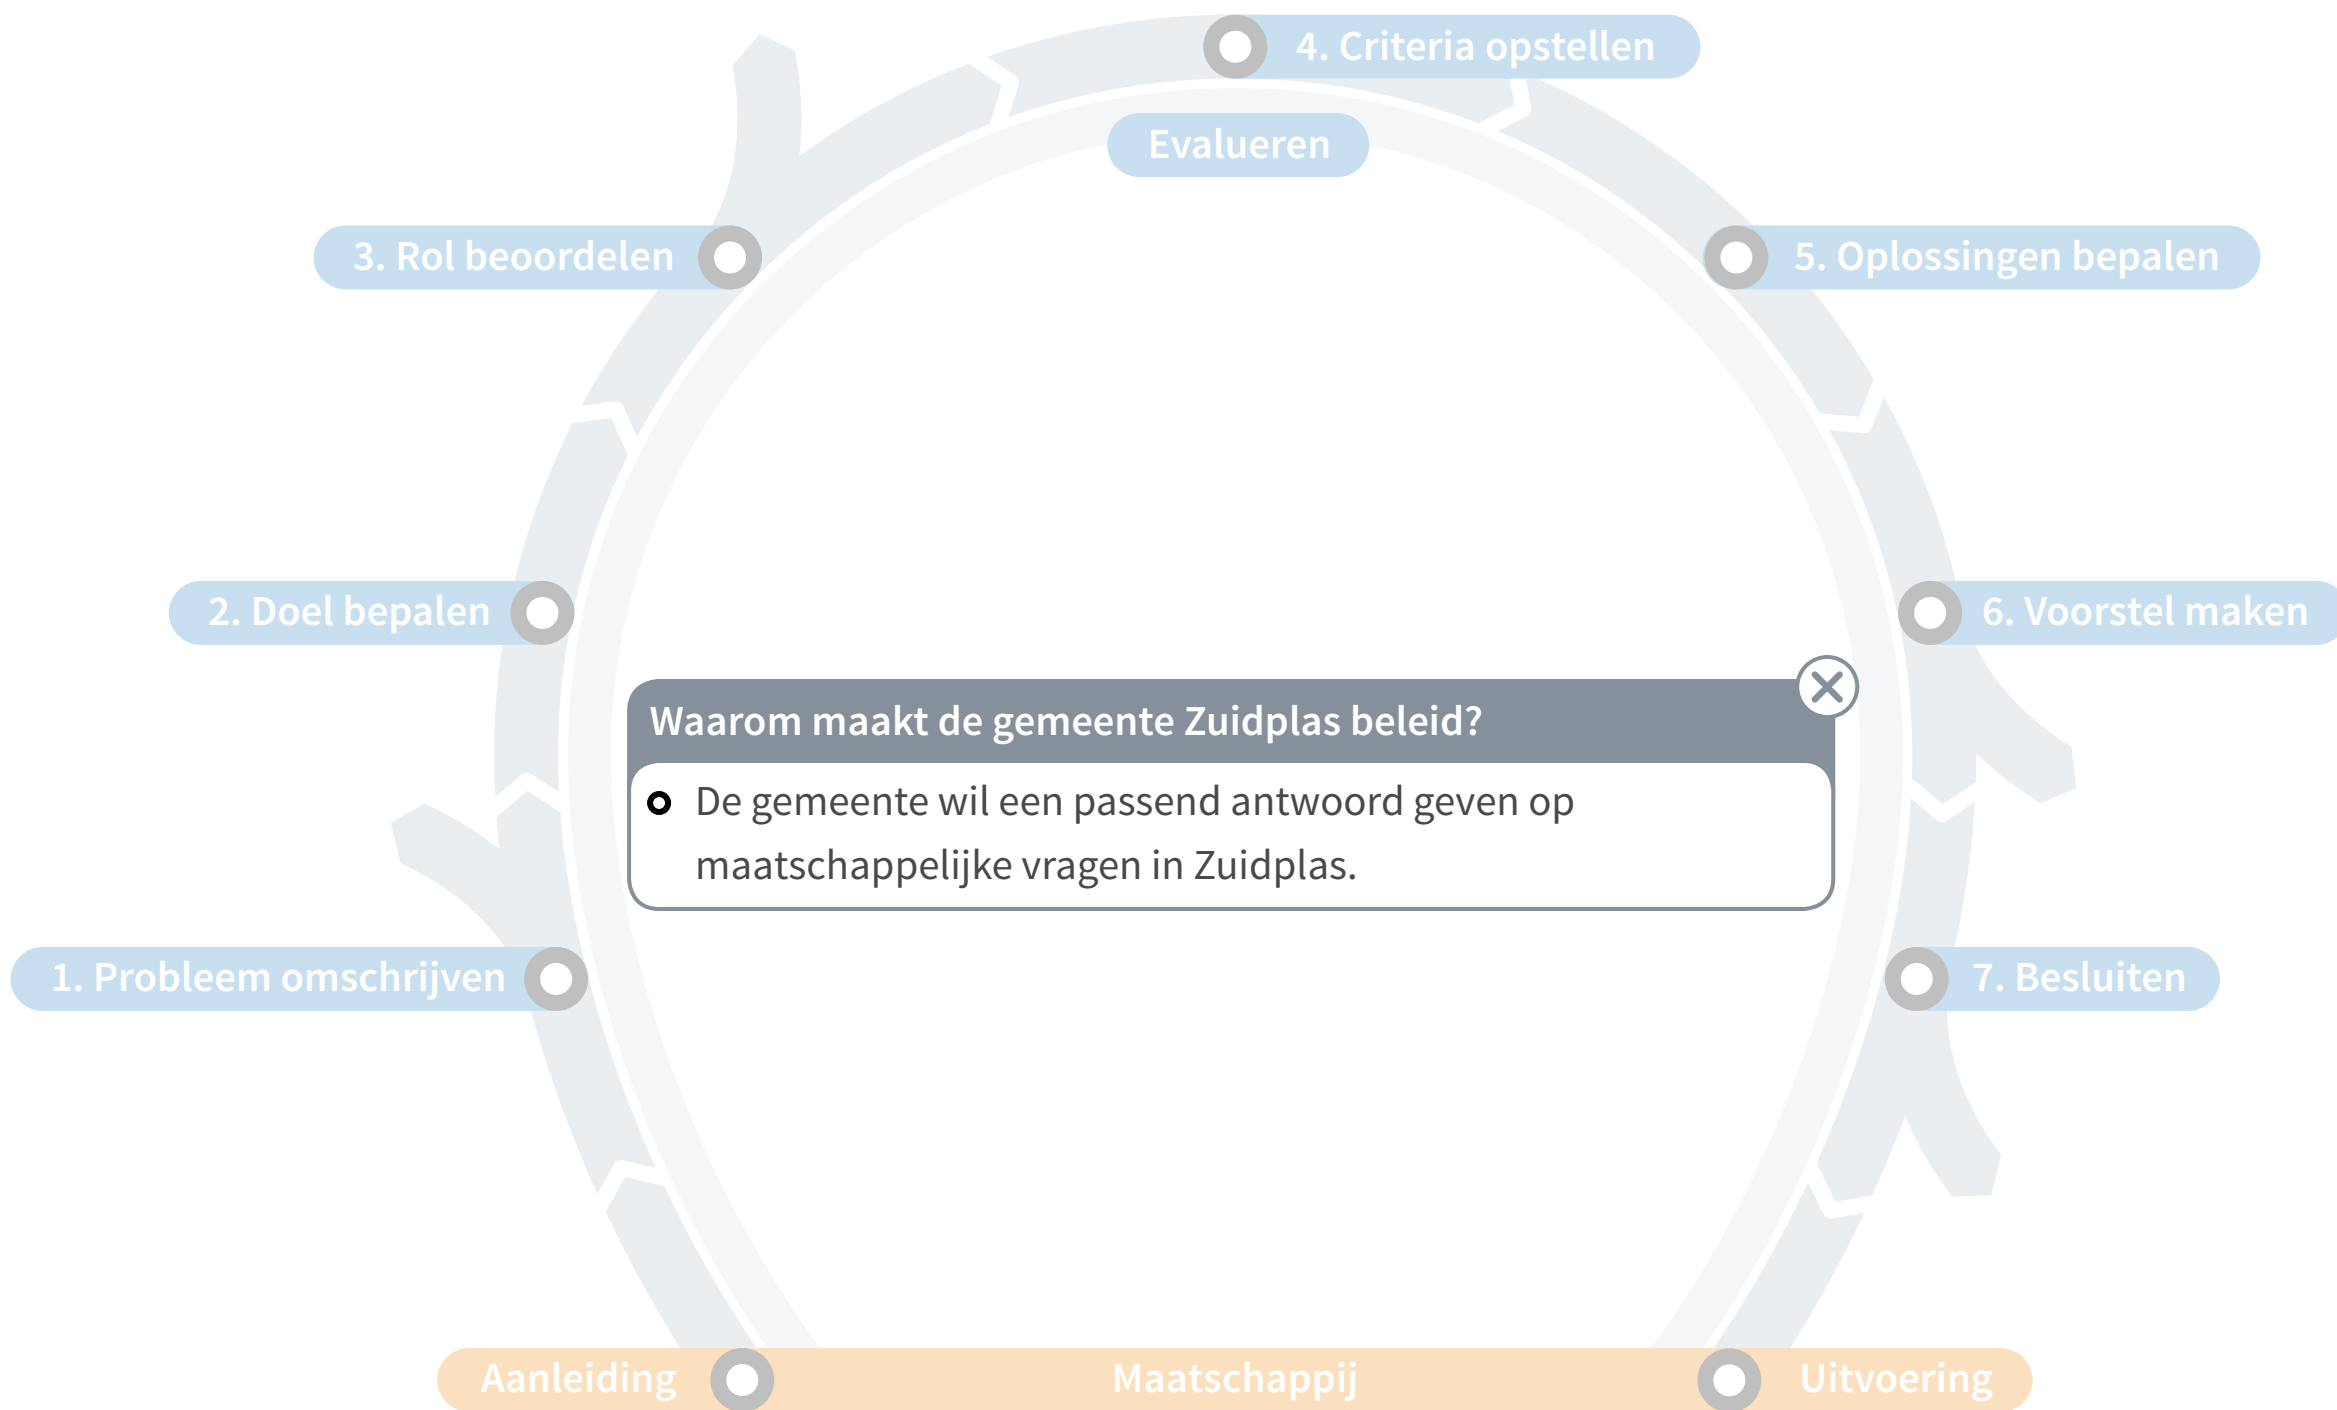 4. Criteria opstellen
Evalueren
3. Rol beoordelen
5. Oplossingen bepalen
2. Doel bepalen
6. Voorstel maken
Waarom maakt de gemeente Zuidplas beleid?
De gemeente wil een passend antwoord geven op
maatschappelijke vragen in Zuidplas.
1. Probleem omschrijven
7. Besluiten
Aanleiding
Maatschappij
Uitvoering